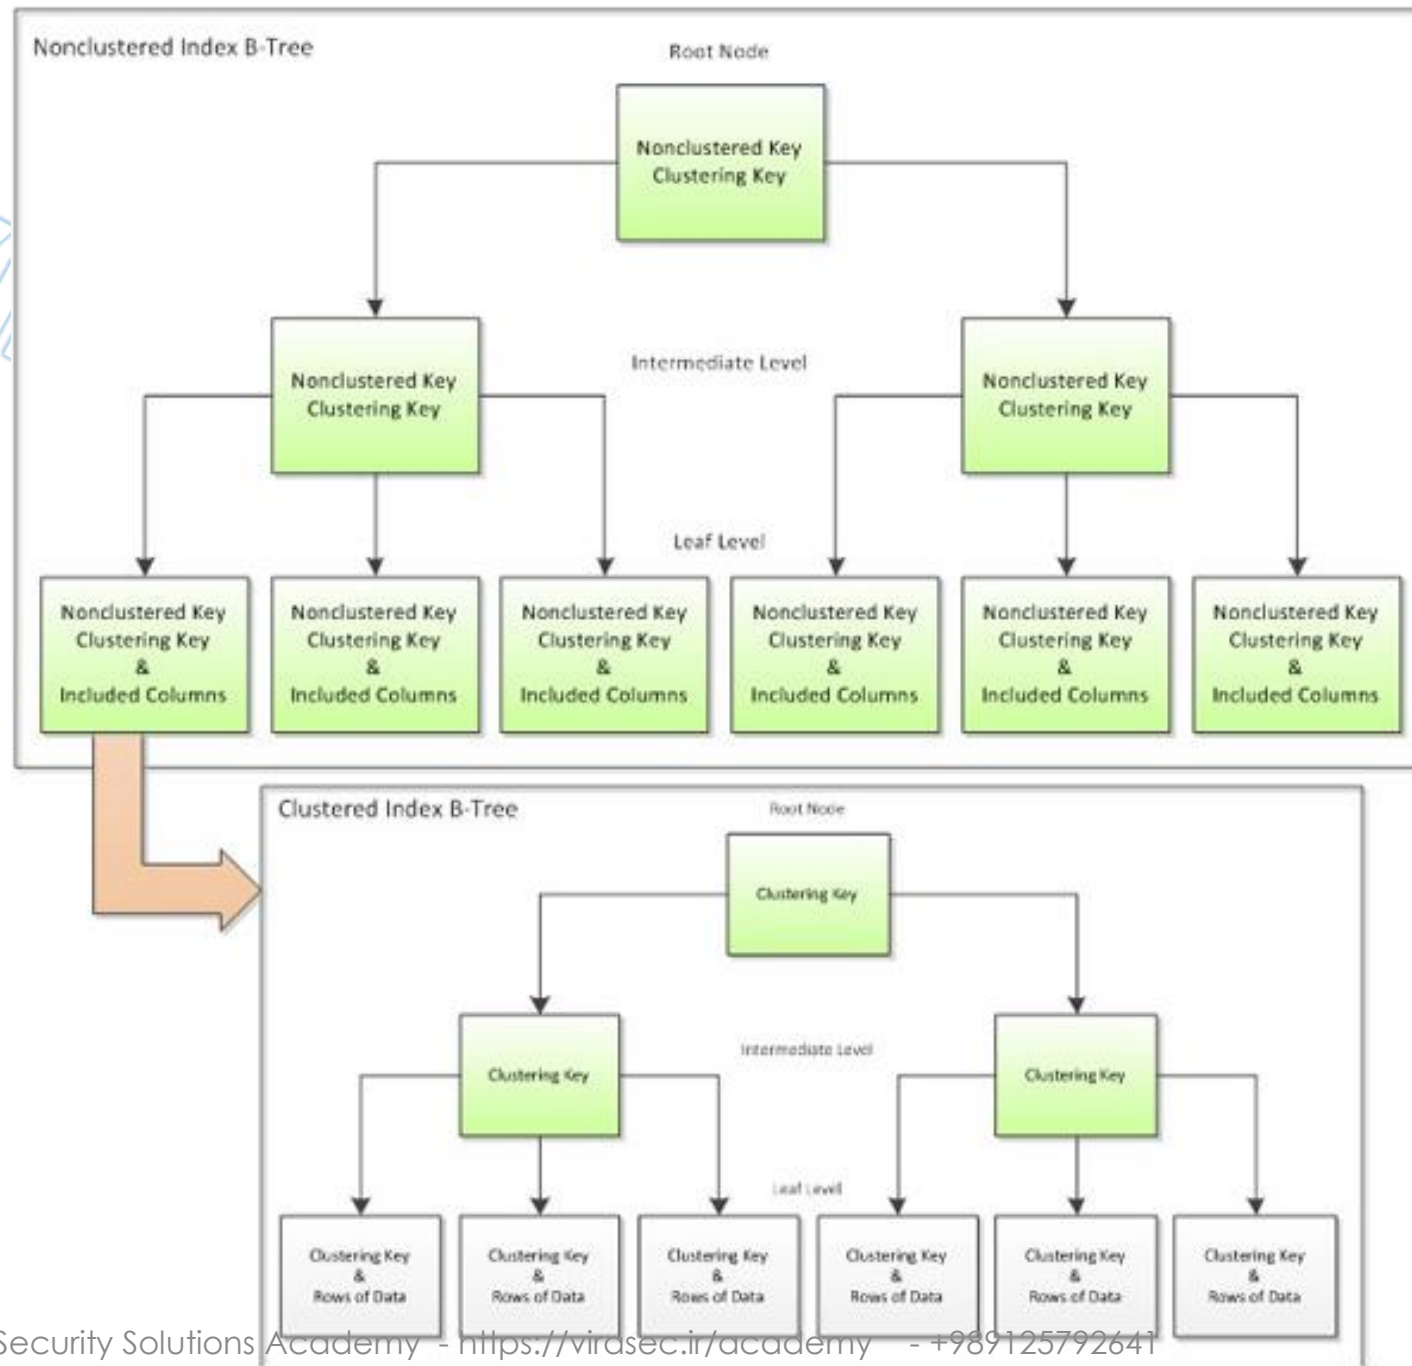 Nonclustered Index B-Tree
Root Node
Nonclustered Key
Clustering Key
Intermediate Level
Nonclustered Key
Clustering Key
Nonclustered Key
Clustering Key
Leaf Level
Nonclustered Key
Clustering Key
&
Included Columns
Nonclustered Key
Clustering Key
&
Included Columns
Nonclustered Key
Clustering Key
&
Included Columns
Nonclustered Key
Clustering Key
&
Included Columns
Nonclustered Key
Clustering Key
&
Included Columns
Nonclustered Key
Clustering Key
&
Included Columns
Clustered Index B-Tree
Root Node
Clustering Key
Intermediate Level
Clustering Key
Clustering Key
Leaf Level
Clustering Key
&
Rows of Data
Clustering Key
&
Rows of Data
Clustering Key
&
Rows of Data
Clustering Key
&
Rows of Data
Clustering Key
&
Rows of Data
Clustering Key
&
Rows of Data
Security Solutions Academy - https://virasec.ir/academy - +989125792641